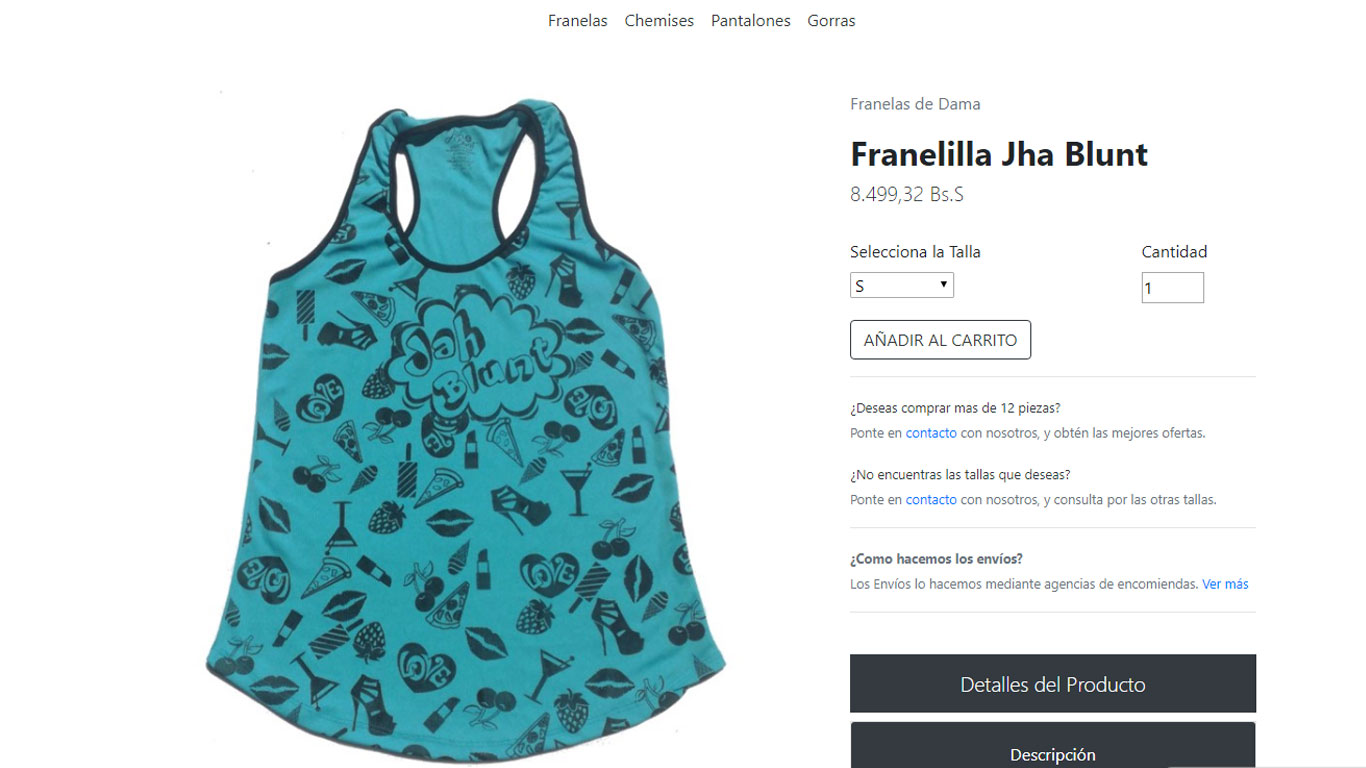 Franelas Chemises Pantalones Gorras
Franelas de Dama
Franelilla Jha Blunt
8.499,32 Bs.S
Selecciona la Talla
Cantidad
S
1
AÑADIR AL CARRITO
¿Deseas comprar mas de 12 piezas?
Ponte en contacto con nosotros, y obtén las mejores ofertas.
¿No encuentras las tallas que deseas?
Ponte en contacto con nosotros, y consulta por las otras tallas.
¿Como hacemos los envíos?
Los Envíos lo hacemos mediante agencias de encomiendas. Ver más
Detalles del Producto
Descripción
Jah
Blunt
LOVE
LOVE
LOVE